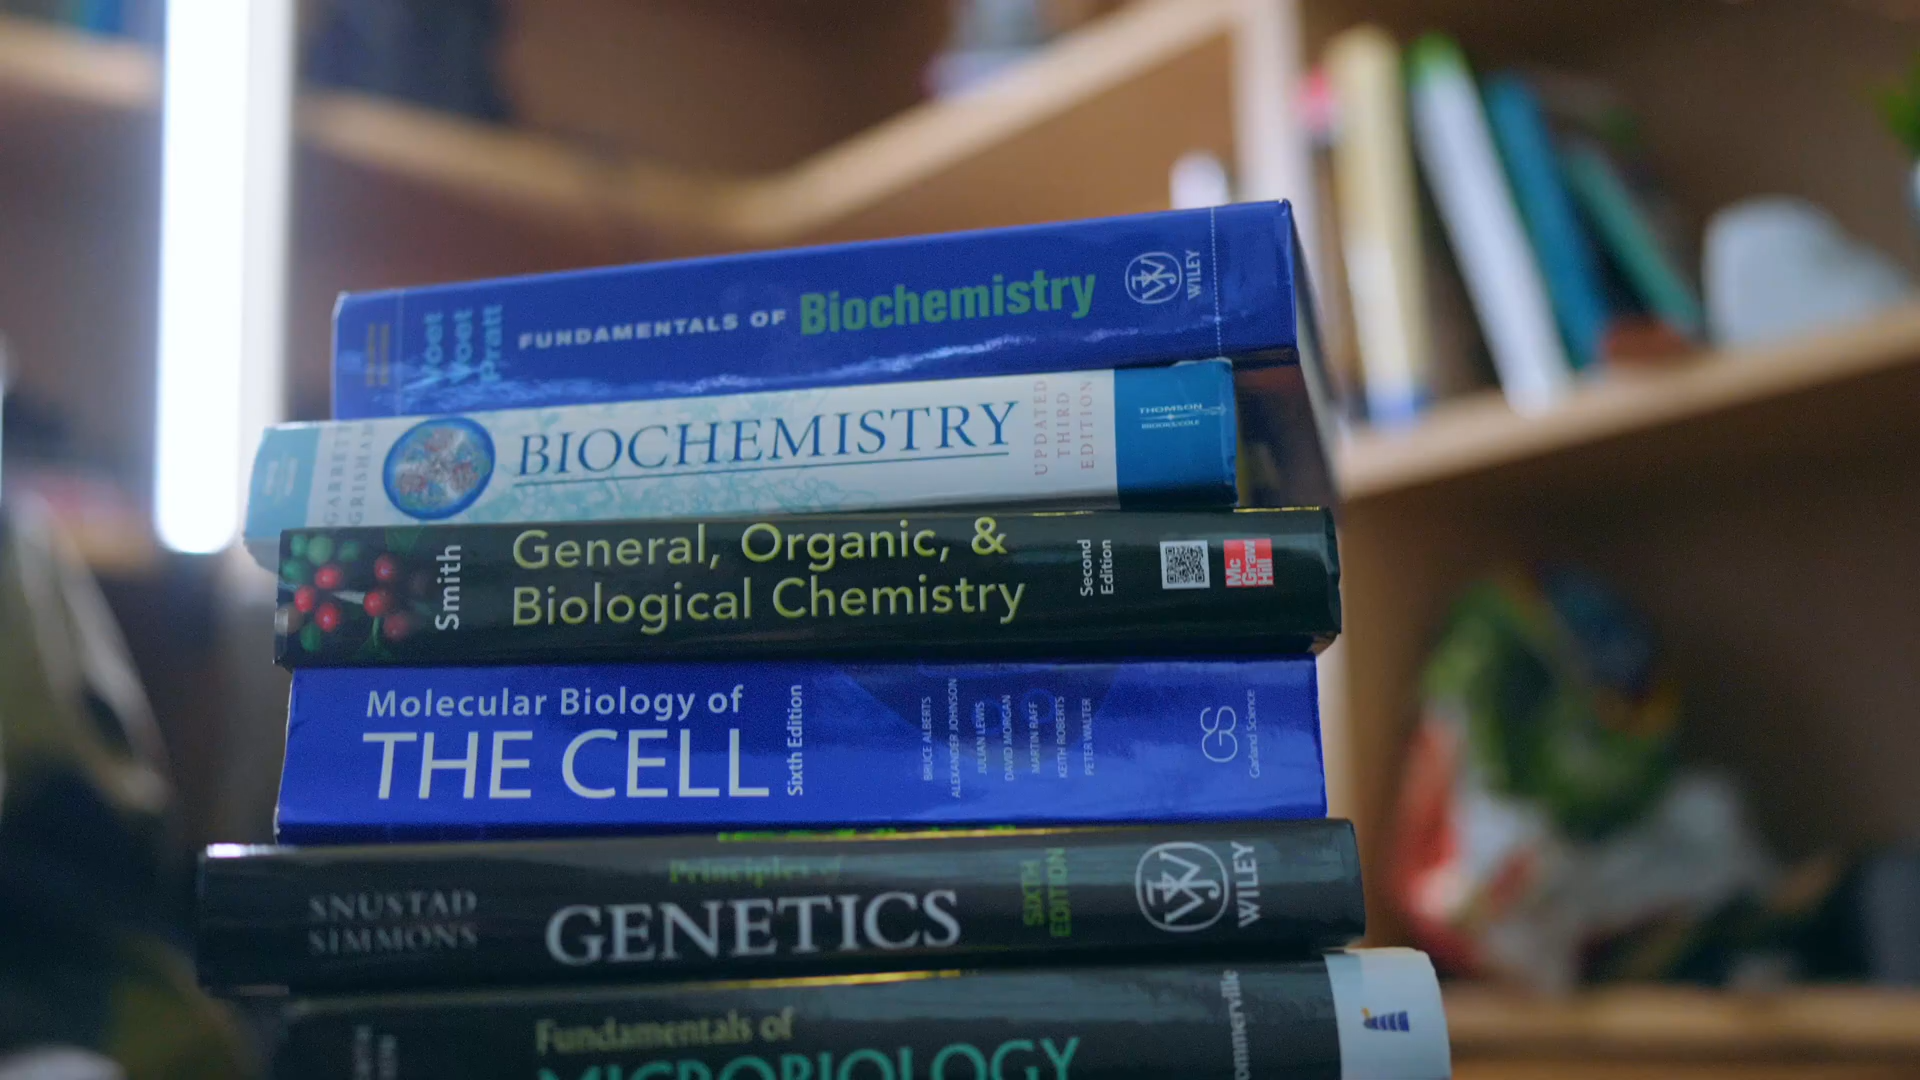 Voet
Voet
Pratt
FUNDAMENTALS OF Biochemistry
WILEY
GARRETT
GRISHAM
BIOCHEMISTRY
UPDATED
THIRD
EDITION
THOMSON
BROOKS/COLE
Smith
General, Organic, &
Biological Chemistry
Second
Edition
Mc
Graw
Hill
Molecular Biology of
THE CELL
Sixth Edition
BRUCE ALBERTS
ALEXANDER JOHNSON
JULIAN LEWIS
DAVID MORGAN
MARTIN RAFF
KEITH ROBERTS
PETER WALTER
GS
Garland Science
SNUSTAD
SIMMONS
Principles of
GENETICS
SIXTH
EDITION
WILEY
Fundamentals of
MICROBIOLOGY